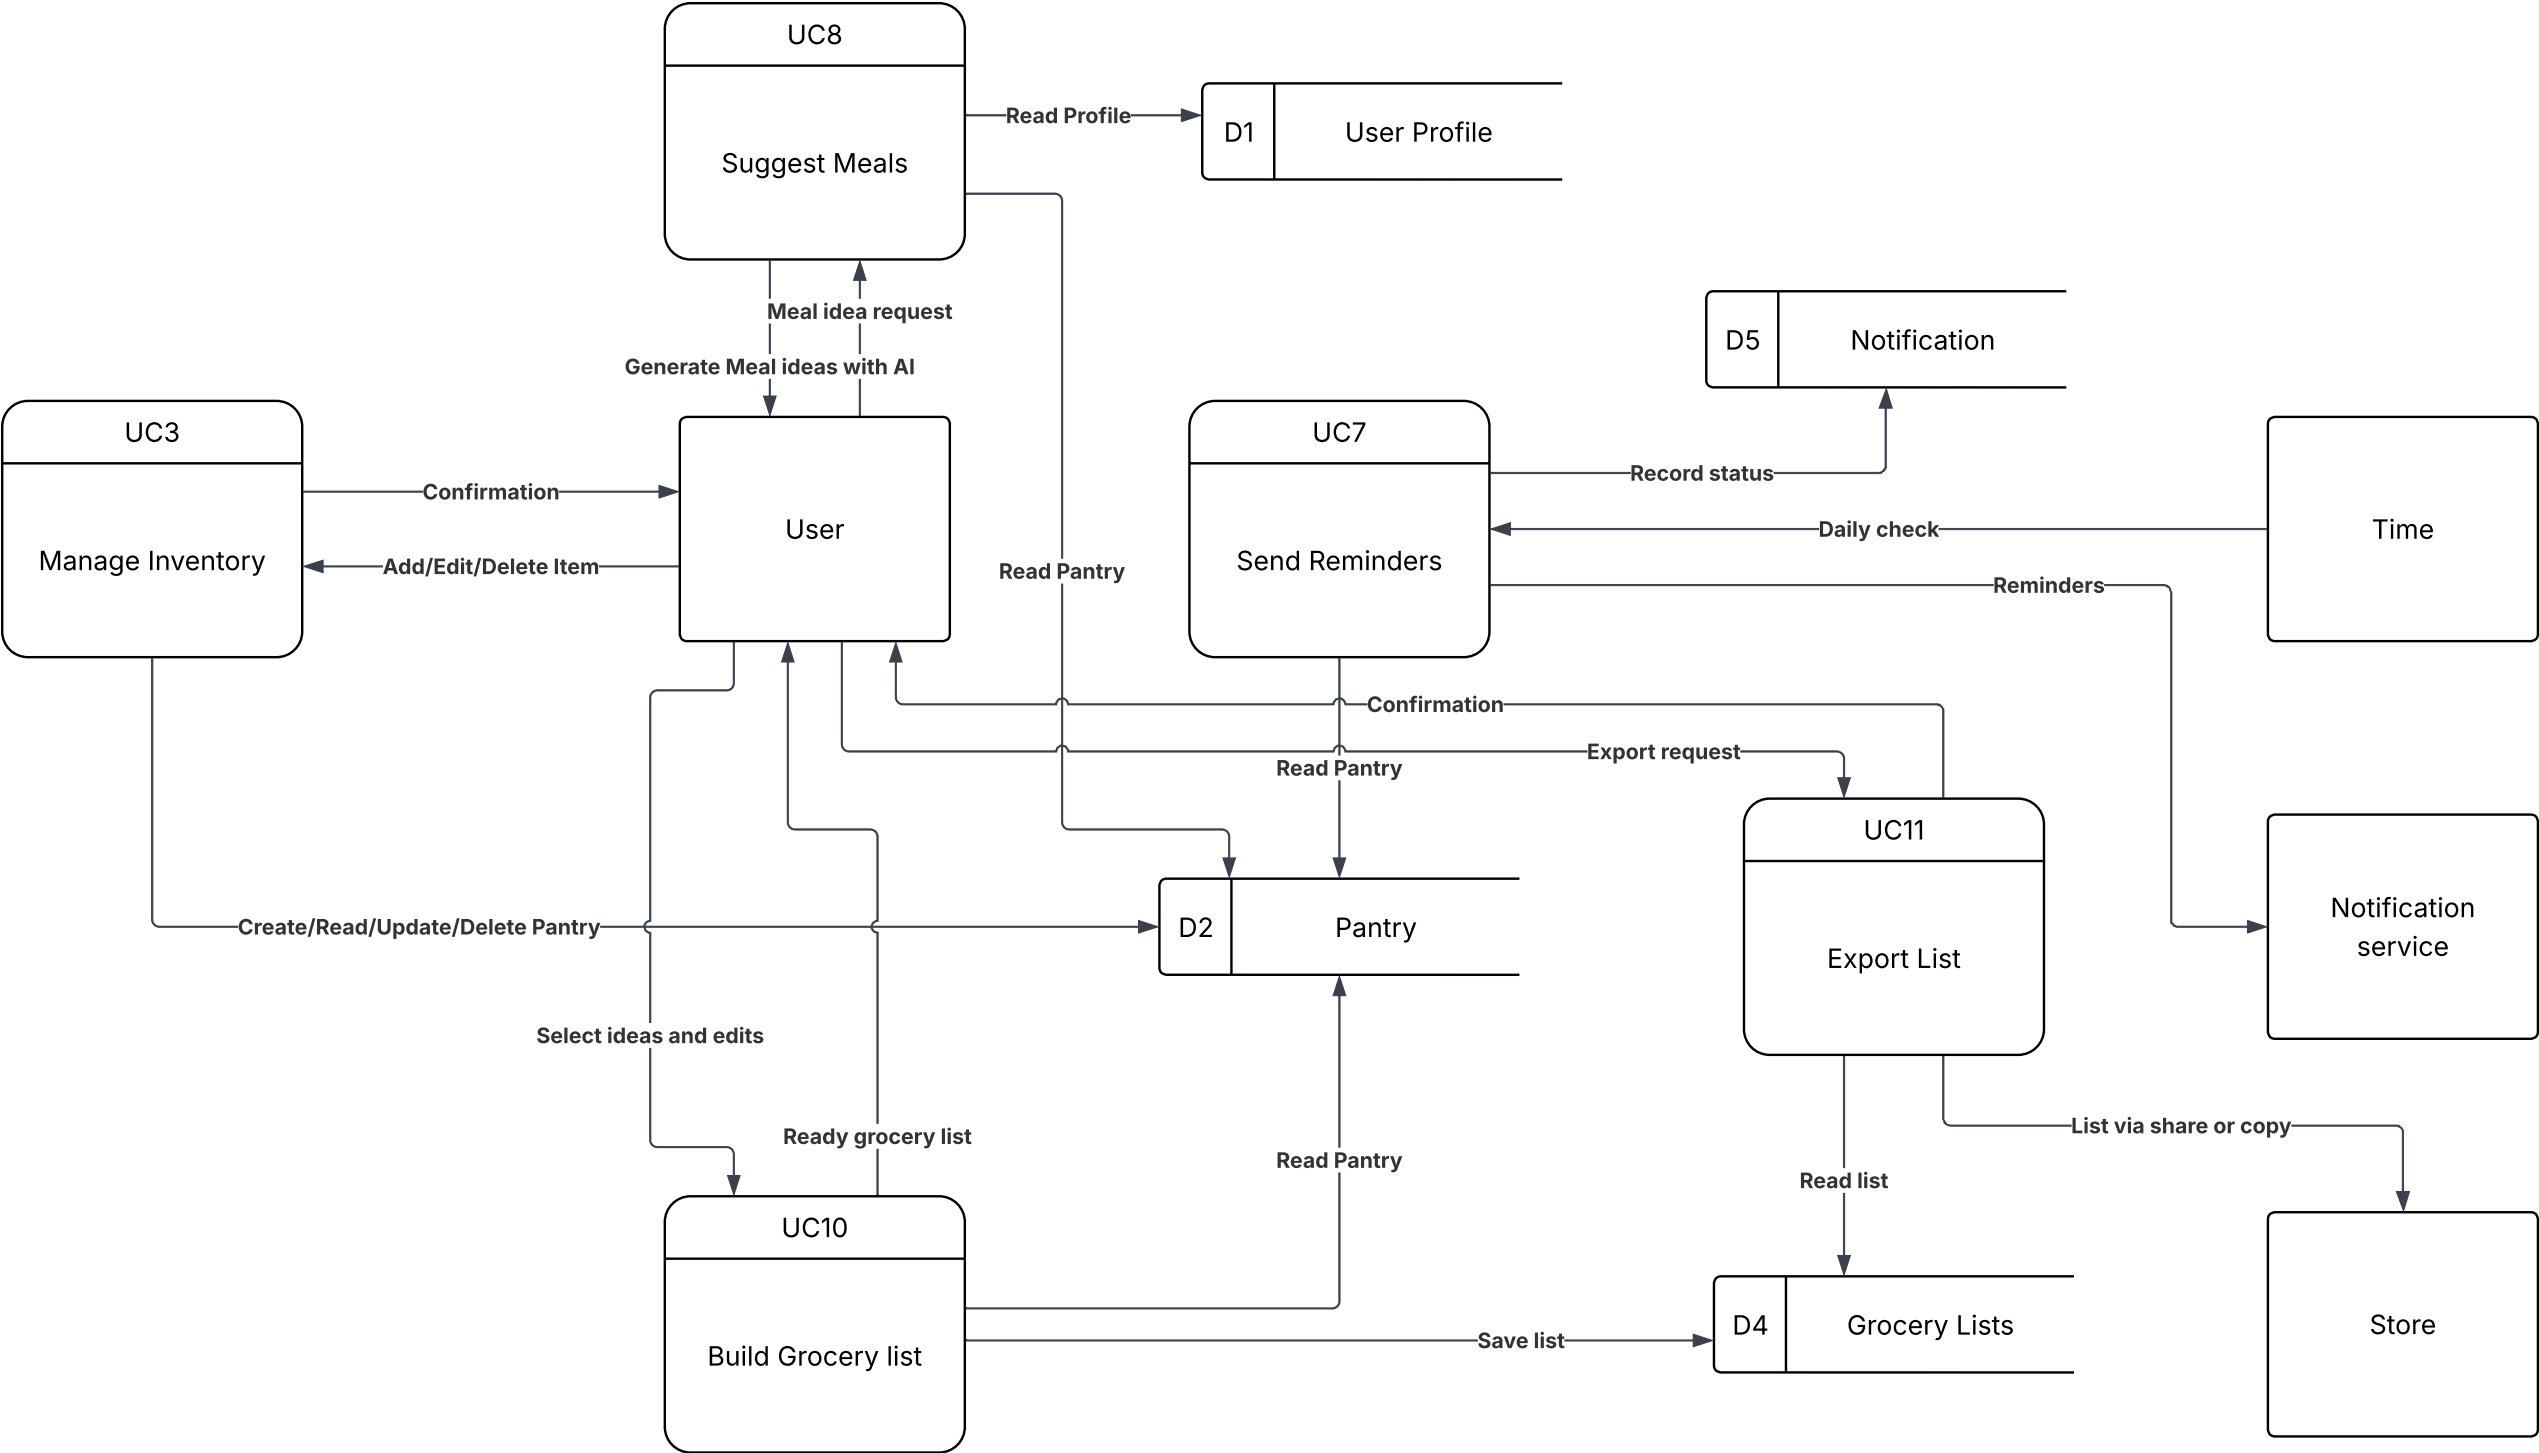 UC8
Suggest Meals
Read Profile
D1
User Profile
Meal idea request
Generate Meal ideas with AI
D5
Notification
UC3
Manage Inventory
Confirmation
Add/Edit/Delete Item
User
Read Pantry
UC7
Send Reminders
Record status
Daily check
Reminders
Time
Confirmation
Export request
Read Pantry
UC11
Export List
Notification
service
Create/Read/Update/Delete Pantry
D2
Pantry
Select ideas and edits
Ready grocery list
Read Pantry
List via share or copy
Read list
UC10
Build Grocery list
Save list
D4
Grocery Lists
Store